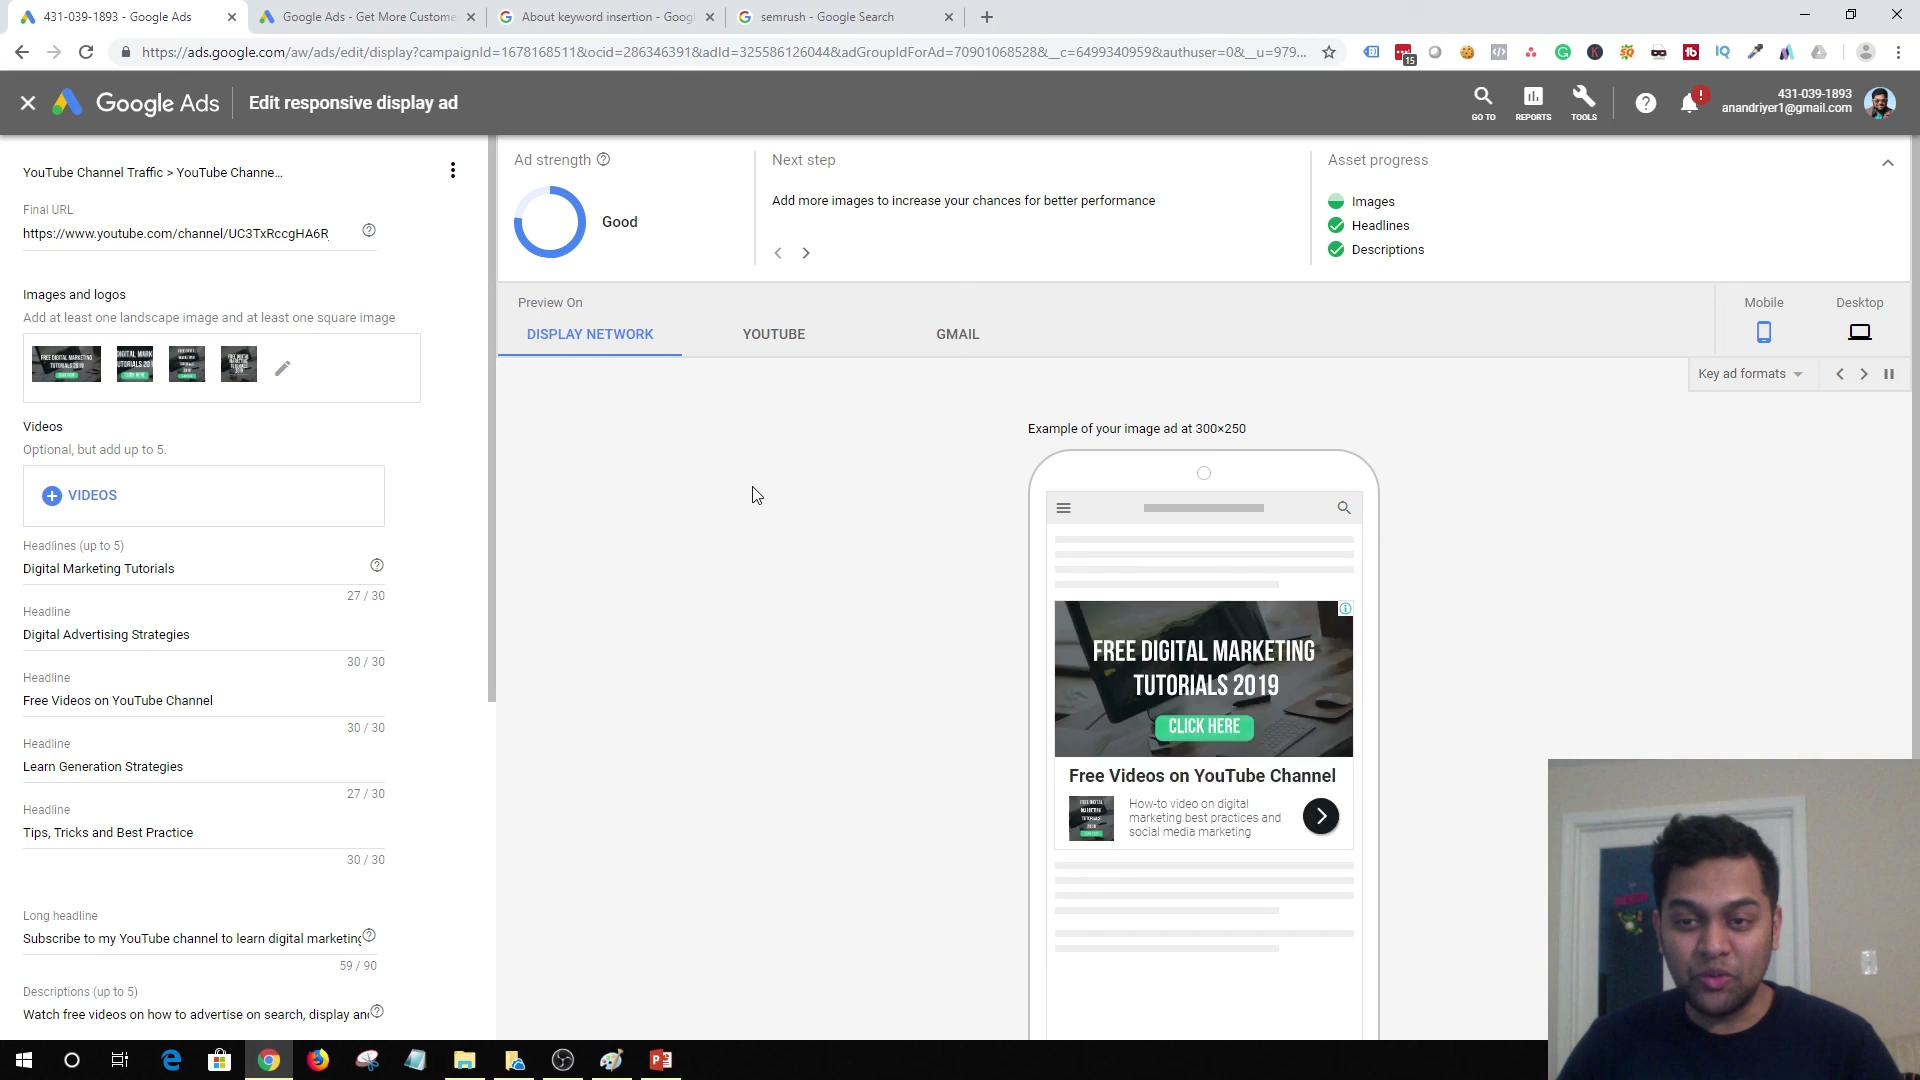 431-039-1893 - Google Ads
Google Ads - Get More Custome
About keyword insertion - Goog
semrush - Google Search
https://ads.google.com/aw/ads/edit/display?campaignId=1678168511&ocid=286346391&adId=325586126044&adGroupIdForAd=70901068528&__c=6499340959&authuser=0&__u=979...
15
Google Ads
Edit responsive display ad
GO TO
REPORTS
TOOLS
431-039-1893
anandriyer1@gmail.com
YouTube Channel Traffic > YouTube Channe...
Final URL
https://www.youtube.com/channel/UC3TxRccgHA6R
Images and logos
Add at least one landscape image and at least one square image
Videos
Optional, but add up to 5.
VIDEOS
Headlines (up to 5)
Digital Marketing Tutorials
27 / 30
Headline
Digital Advertising Strategies
30 / 30
Headline
Free Videos on YouTube Channel
30 / 30
Headline
Learn Generation Strategies
27 / 30
Headline
Tips, Tricks and Best Practice
30 / 30
Long headline
Subscribe to my YouTube channel to learn digital marketing
59 / 90
Descriptions (up to 5)
Watch free videos on how to advertise on search, display an
Ad strength
Good
Next step
Add more images to increase your chances for better performance
Asset progress
Images
Headlines
Descriptions
Preview On
DISPLAY NETWORK
YOUTUBE
GMAIL
Mobile
Desktop
Key ad formats
Example of your image ad at 300×250
FREE DIGITAL MARKETING
TUTORIALS 2019
CLICK HERE
Free Videos on YouTube Channel
How-to video on digital
marketing best practices and
social media marketing